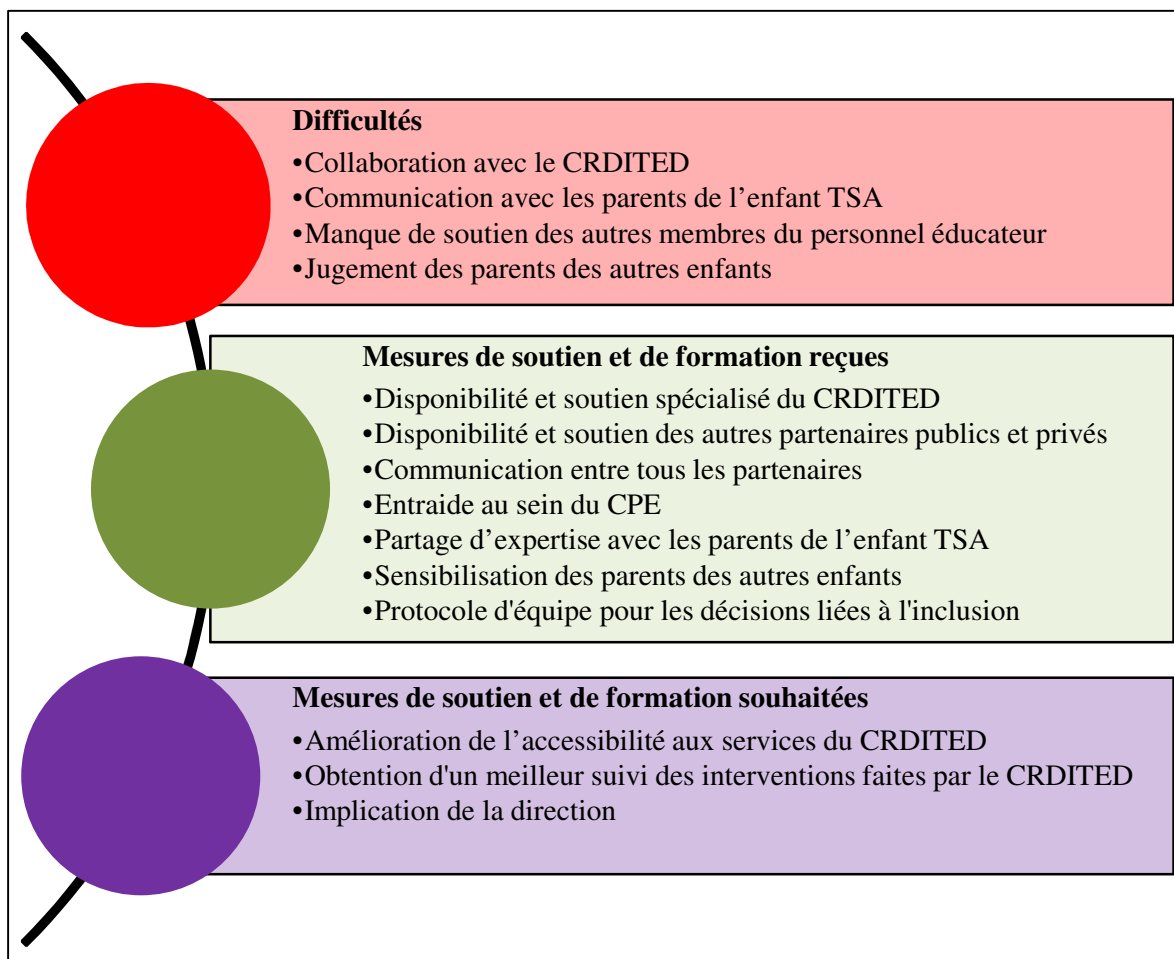 Difficultés
•Collaboration avec le CRDITED
•Communication avec les parents de l’enfant TSA
•Manque de soutien des autres membres du personnel éducateur
•Jugement des parents des autres enfants
Mesures de soutien et de formation reçues
•Disponibilité et soutien spécialisé du CRDITED
•Disponibilité et soutien des autres partenaires publics et privés
•Communication entre tous les partenaires
•Entraide au sein du CPE
•Partage d’expertise avec les parents de l’enfant TSA
•Sensibilisation des parents des autres enfants
•Protocole d'équipe pour les décisions liées à l'inclusion
Mesures de soutien et de formation souhaitées
•Amélioration de l’accessibilité aux services du CRDITED
•Obtention d'un meilleur suivi des interventions faites par le CRDITED
•Implication de la direction